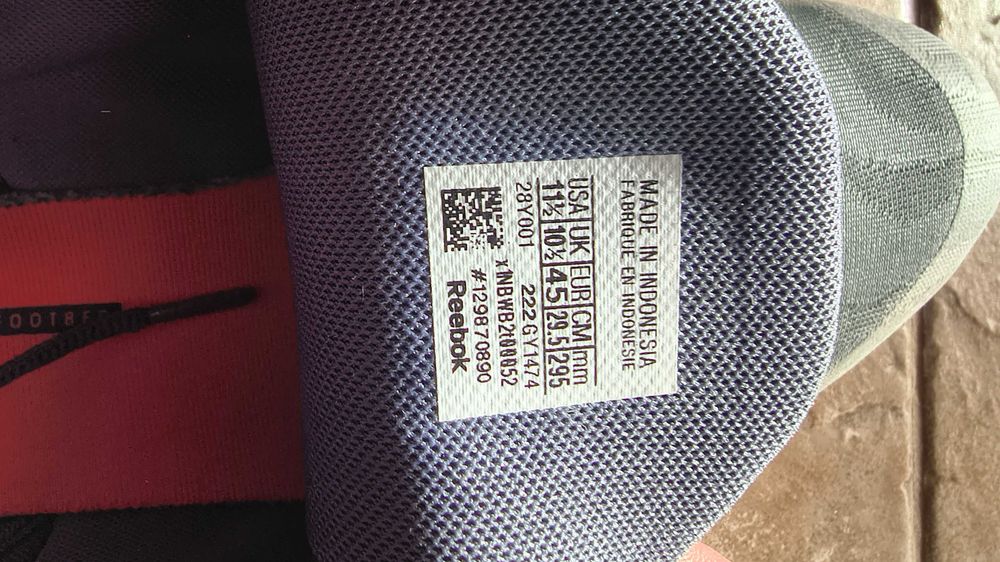 MADE IN INDONESIA
FABRIQUE EN INDONESIE
USA UK EUR CM mm
11½ 10½ 45 29.5 295
28Y001 222 GY1474
#129870890
Reebok
FOOTBE